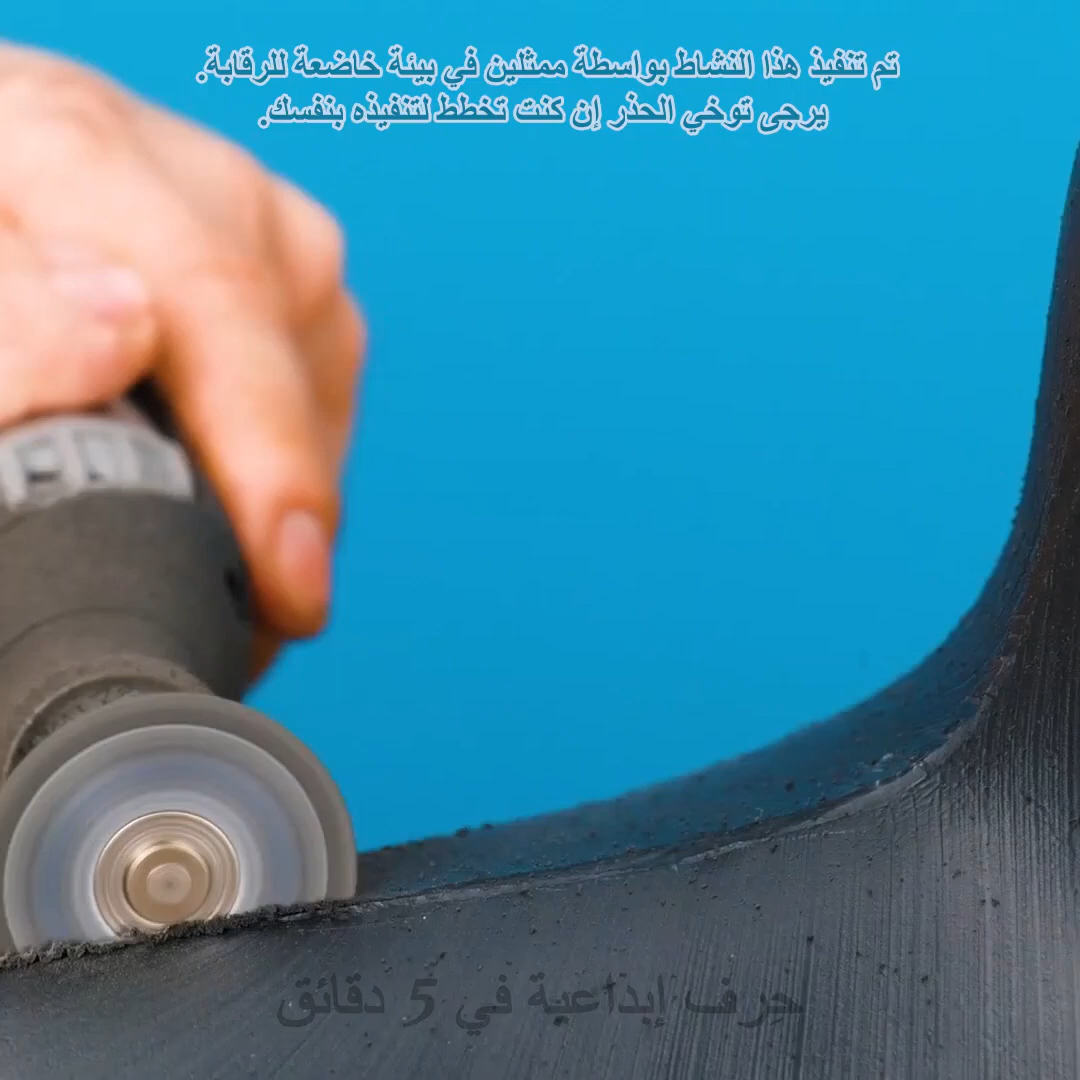 تم تنفيذ هذا النشاط بواسطة ممثلين في بيئة خاضعة للرقابة.
يرجى توخي الحذر إن كنت تخطط لتنفيذه بنفسك.
حِرف إبداعية في 5 دقائق